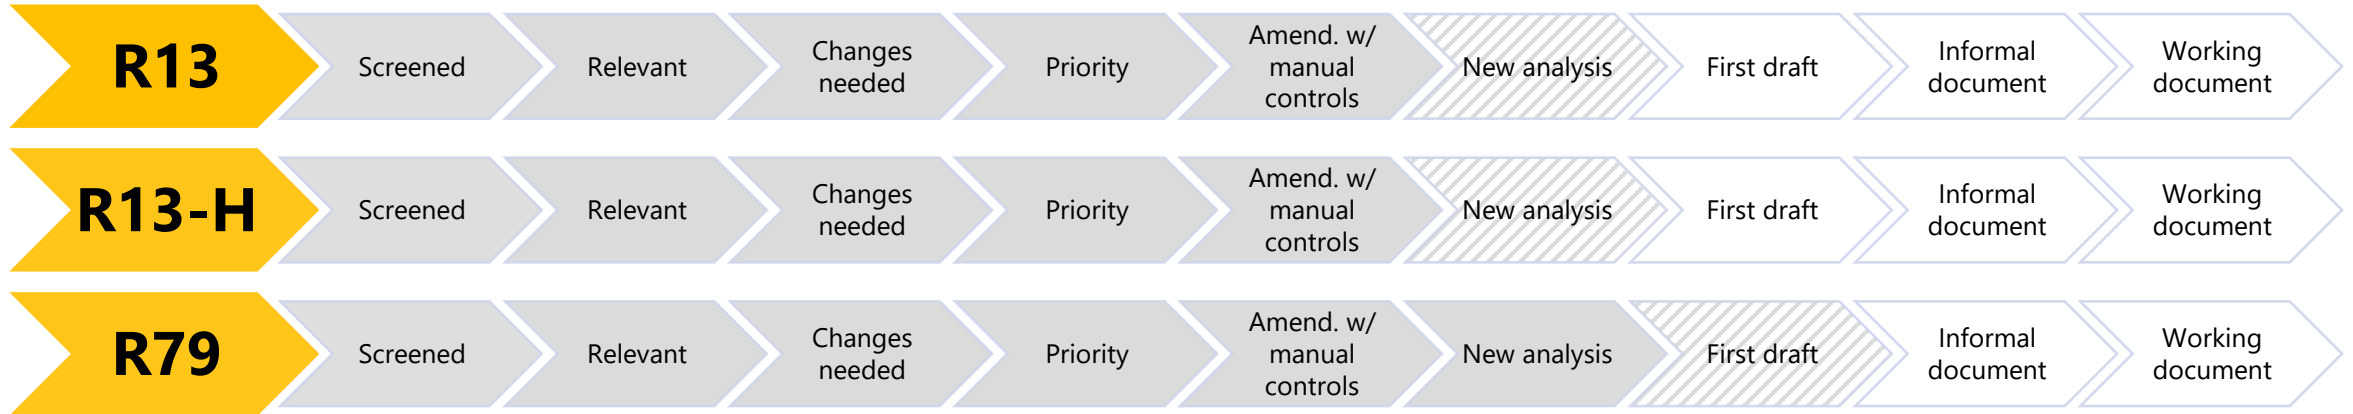 R13
Screened
Relevant
Changes
needed
Priority
Amend. w/
manual
controls
New analysis
First draft
Informal
document
Working
document
R13-H
Screened
Relevant
Changes
needed
Priority
Amend. w/
manual
controls
New analysis
First draft
Informal
document
Working
document
R79
Screened
Relevant
Changes
needed
Priority
Amend. w/
manual
controls
New analysis
First draft
Informal
document
Working
document